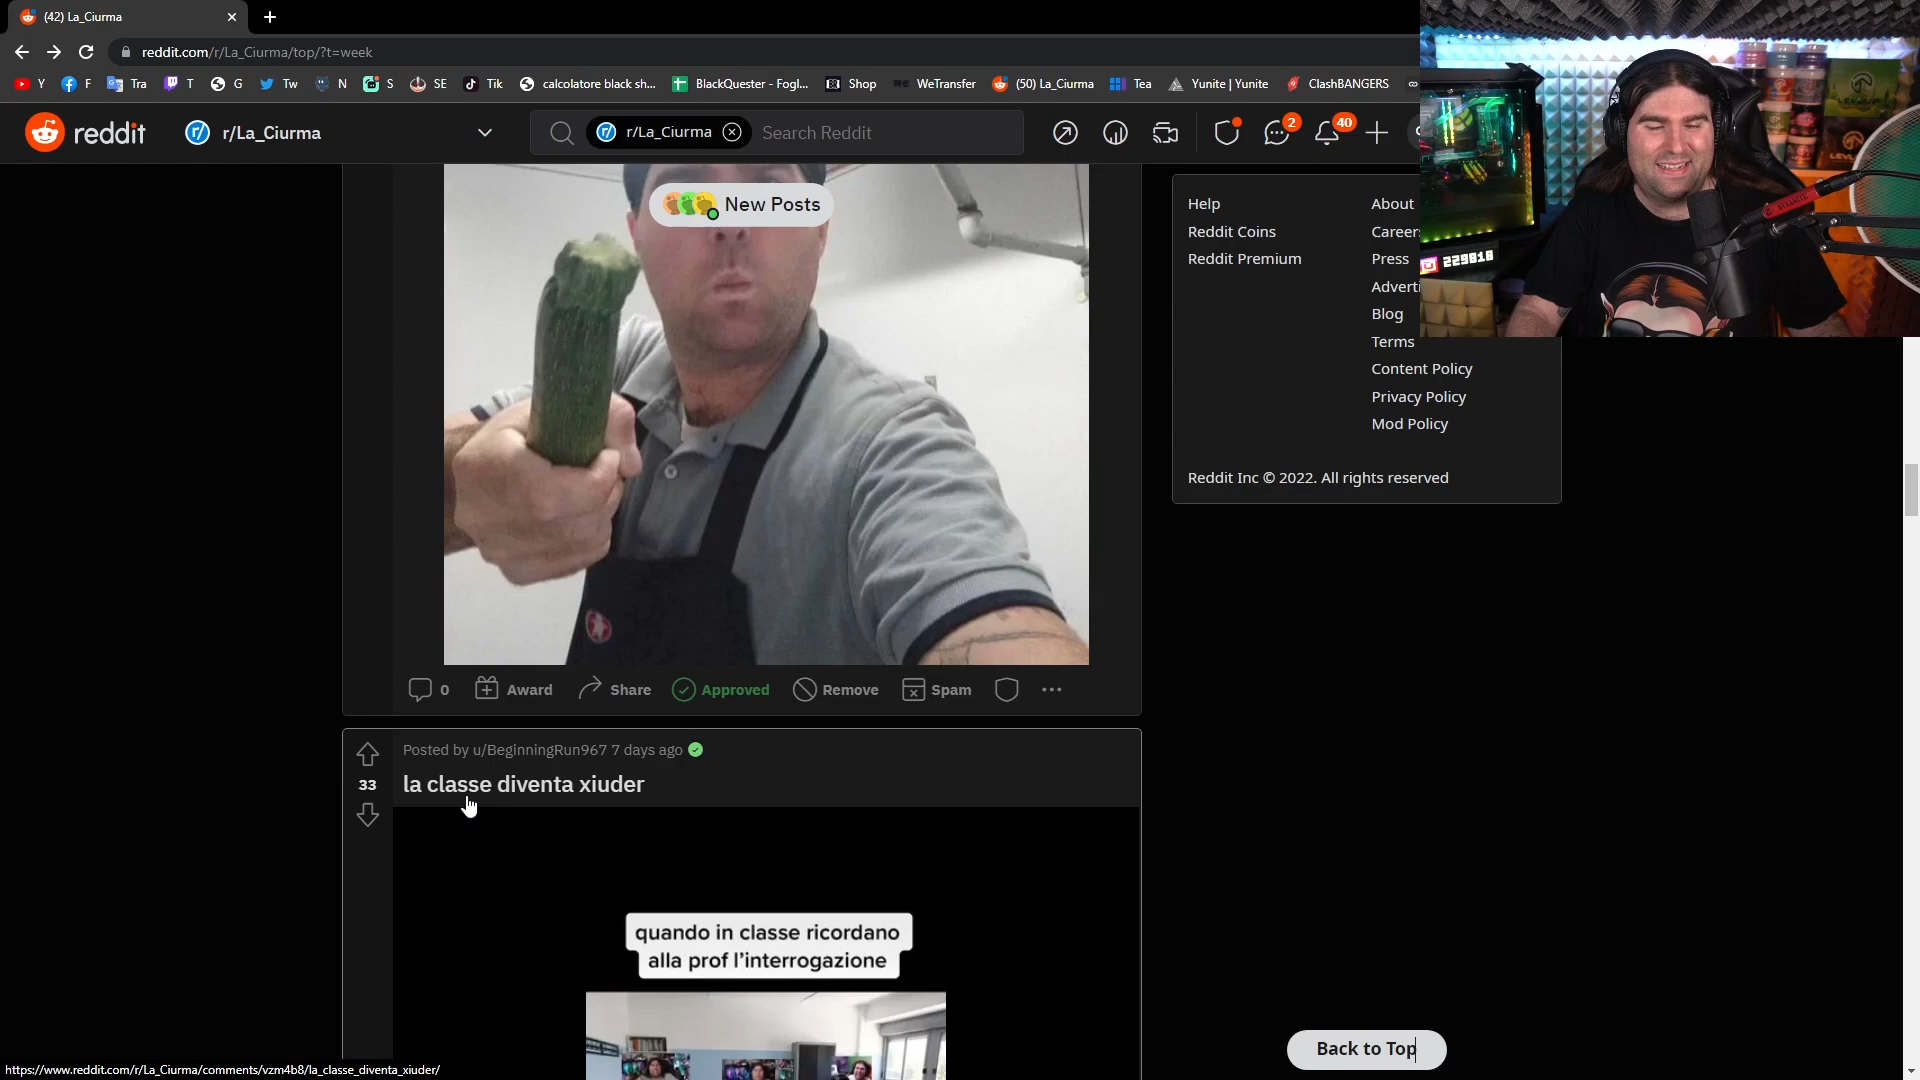 (42) La_Ciurma
reddit.com/r/La_Ciurma/top/?t=week
Y F Tra T G Tw N S SE Tik calcolatore black sh... BlackQuester - Fogl... Shop WeTransfer (50) La_Ciurma Tea Yunite | Yunite ClashBANGERS
reddit r/La_Ciurma r/La_Ciurma Search Reddit 2 40
New Posts
Help
Reddit Coins
Reddit Premium
About
Career
Press
Adverti
Blog
Terms
Content Policy
Privacy Policy
Mod Policy
Reddit Inc © 2022. All rights reserved
229818
0 Award Share Approved Remove Spam
Posted by u/BeginningRun967 7 days ago
33
la classe diventa xiuder
quando in classe ricordano
alla prof l'interrogazione
Back to Top
https://www.reddit.com/r/La_Ciurma/comments/vzm4b8/la_classe_diventa_xiuder/